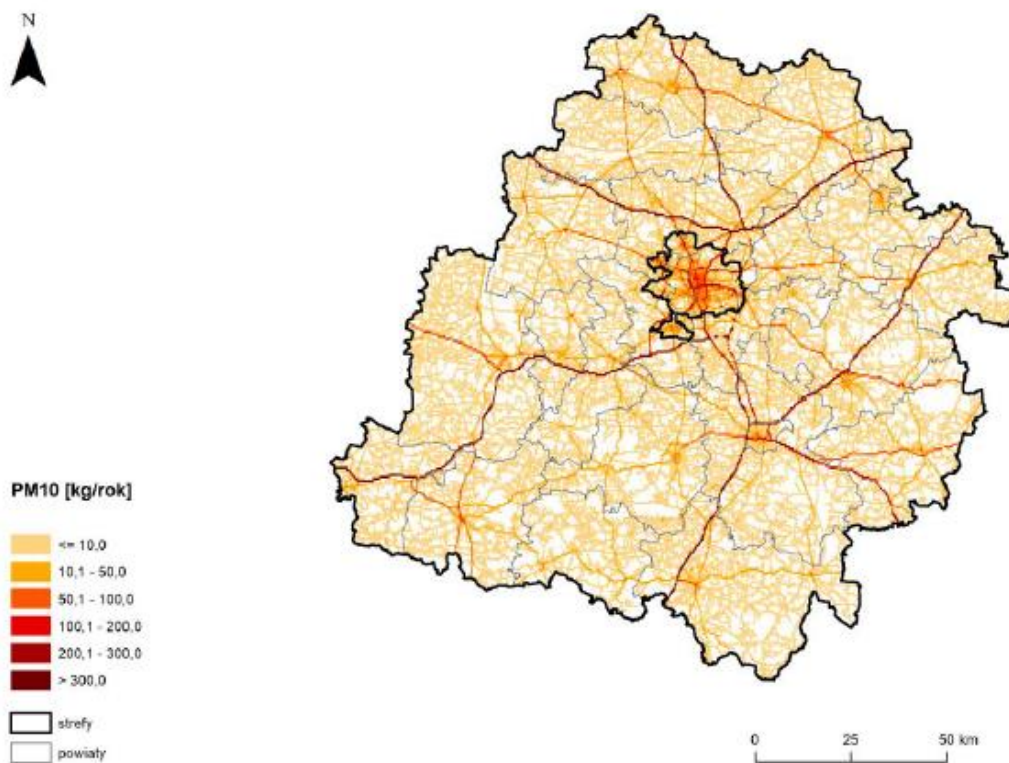 N
PM10 [kg/rok]
<= 10,0
10,1 - 50,0
50,1 - 100,0
100,1 - 200,0
200,1 - 300,0
> 300,0
strefy
powiaty
0 25 50 km